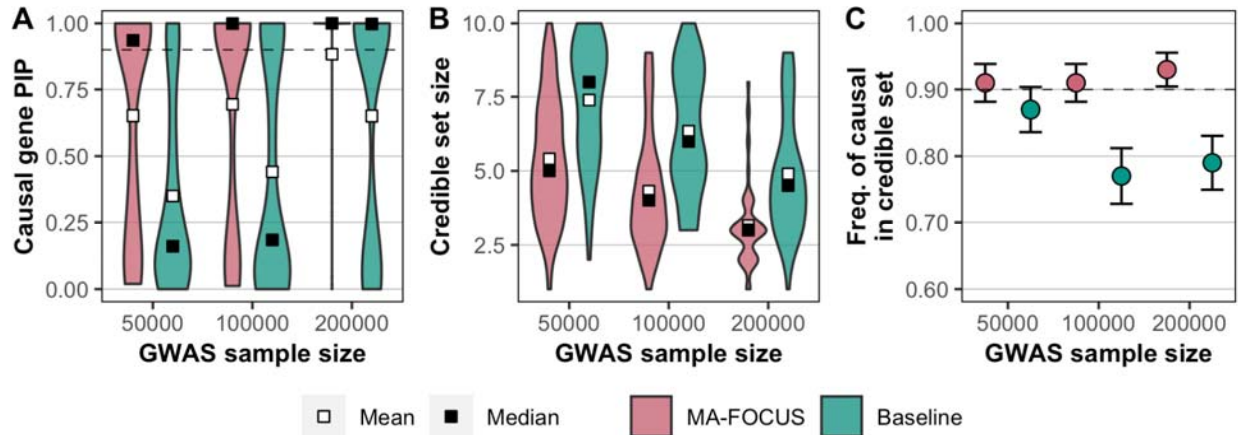 A
Causal gene PIP
1.00
0.75
0.50
0.25
0.00
50000
100000
200000
GWAS sample size
B
Credible set size
10.0
7.5
5.0
2.5
50000
100000
200000
GWAS sample size
C
Freq. of causal
in credible set
1.00
0.90
0.80
0.70
0.60
50000
100000
200000
GWAS sample size
Mean
Median
MA-FOCUS
Baseline